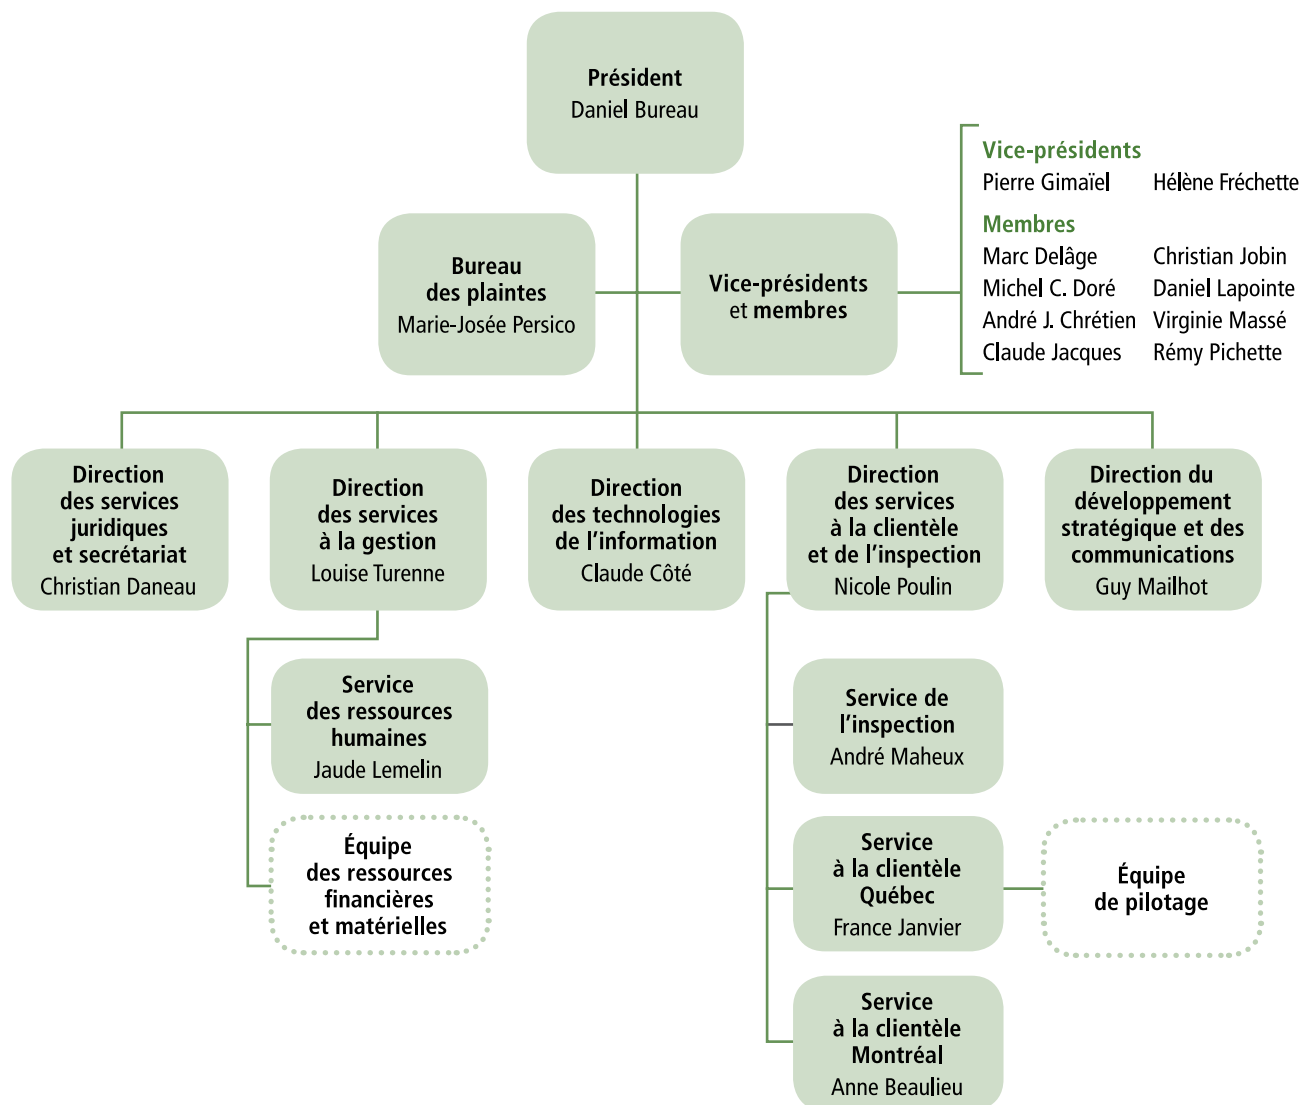 Président
Daniel Bureau
Vice-présidents
Pierre Gimaïel Hélène Fréchette
Membres
Marc Delâge Christian Jobin
Michel C. Doré Daniel Lapointe
André J. Chrétien Virginie Massé
Claude Jacques Rémy Pichette
Bureau
des plaintes
Marie-Josée Persico
Vice-présidents
et membres
Direction
des services
juridiques
et secrétariat
Christian Daneau
Direction
des services
à la gestion
Louise Turenne
Direction
des technologies
de l'information
Claude Côté
Direction
des services
à la clientèle
et de l'inspection
Nicole Poulin
Direction du
développement
stratégique et des
communications
Guy Mailhot
Service
des ressources
humaines
Jaude Lemelin
Équipe
des ressources
financières
et matérielles
Service de
l'inspection
André Maheux
Service
à la clientèle
Québec
France Janvier
Équipe
de pilotage
Service
à la clientèle
Montréal
Anne Beaulieu